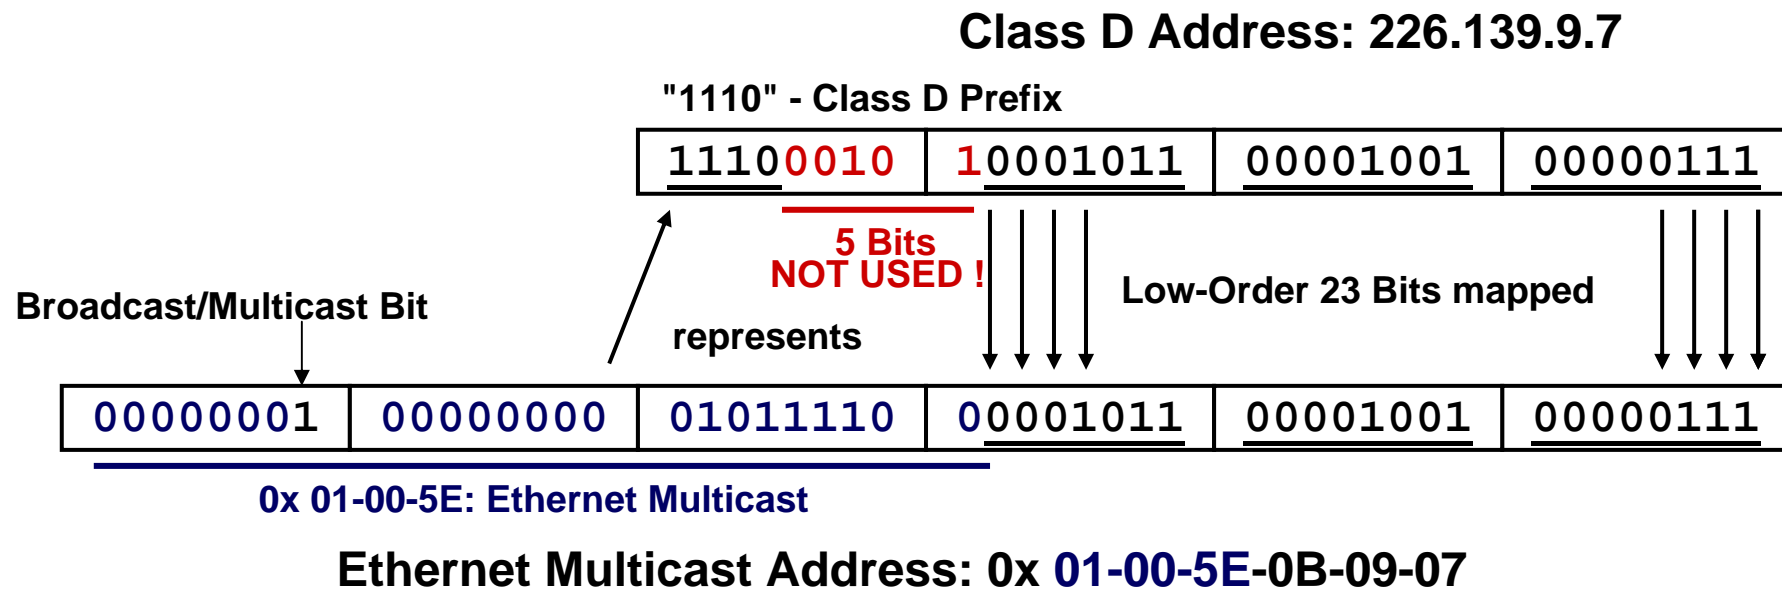 Class D Address: 226.139.9.7
"1110" - Class D Prefix
11100010 10001011 00001001 00000111
5 Bits
NOT USED !
Low-Order 23 Bits mapped
Broadcast/Multicast Bit
represents
00000001 00000000 01011110 00001011 00001001 00000111
0x 01-00-5E: Ethernet Multicast
Ethernet Multicast Address: 0x 01-00-5E-0B-09-07